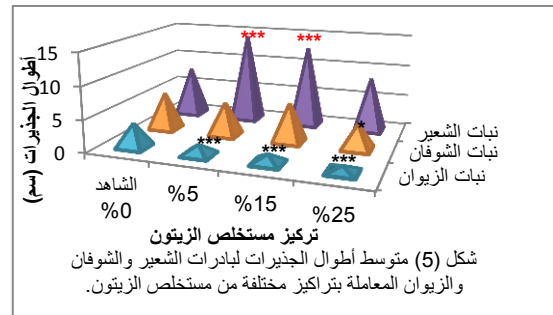 أطوال الجذيرات (سم)
15
10
5
0
***
***
*
***
***
***
نبات الشعير
نبات الشوفان
نبات الزيوان
الشاهد
%0
%5
%15
%25
تركيز مستخلص الزيتون
شكل (5) متوسط أطوال الجذيرات لبادرات الشعير والشوفان
والزيوان المعاملة بتراكيز مختلفة من مستخلص الزيتون.